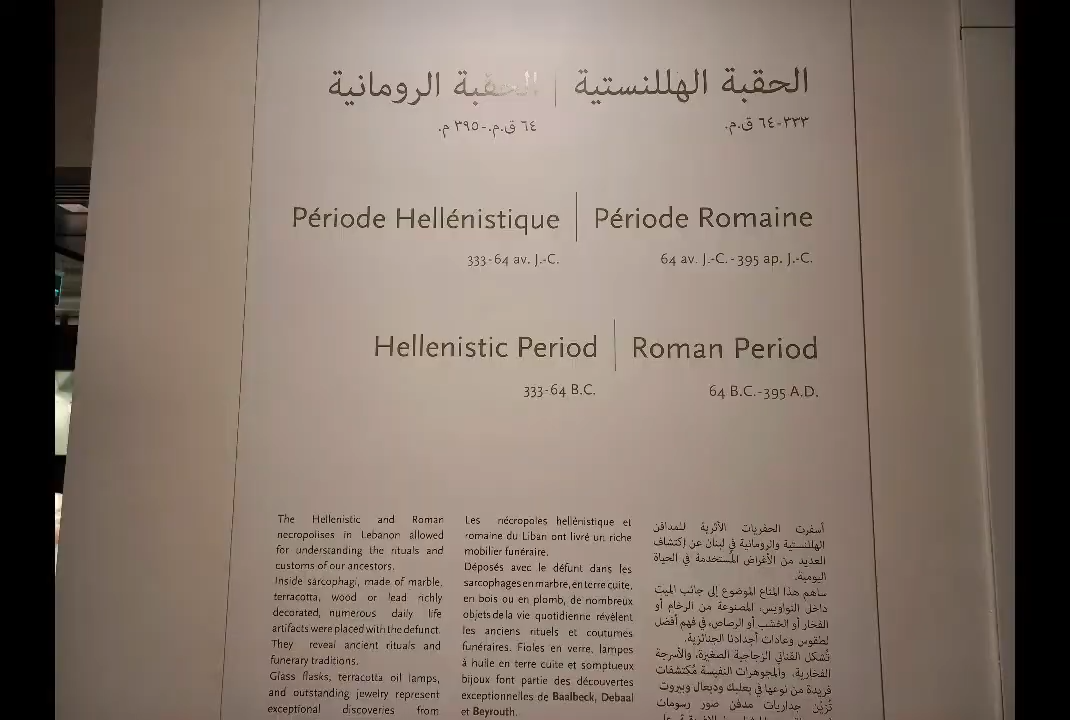 الحقبة الهللنستية | الحقبة الرومانية
٣٣٣-٦٤ ق.م. ٦٤ ق.م.-٣٩٥ م.
Période Hellénistique | Période Romaine
333-64 av. J.-C. 64 av. J.-C.-395 ap. J.-C.
Hellenistic Period | Roman Period
333-64 B.C. 64 B.C.-395 A.D.
The Hellenistic and Roman
necropolises in Lebanon allowed
for understanding the rituals and
customs of our ancestors.
Inside sarcophagi, made of marble,
terracotta, wood or lead richly
decorated, numerous daily life
artifacts were placed with the defunct.
They reveal ancient rituals and
funerary traditions.
Glass flasks, terracotta oil lamps,
and outstanding jewelry represent
exceptional discoveries from
Les nécropoles hellénistique et
romaine du Liban ont livré un riche
mobilier funéraire.
Déposés avec le défunt dans les
sarcophages en marbre, en terre cuite,
en bois ou en plomb, de nombreux
objets de la vie quotidienne révèlent
les anciens rituels et coutumes
funéraires. Fioles en verre, lampes
à huile en terre cuite et somptueux
bijoux font partie des découvertes
exceptionnelles de Baalbeck, Debaal
et Beyrouth.
أسفرت الحفريات الأثرية للمدافن
الهللنستية والرومانية في لبنان عن إكتشاف
العديد من الأغراض المُستخدمة في الحياة
اليومية.
ساهم هذا المتاع الموضوع إلى جانب الميت
داخل النواويس، المصنوعة من الرخام أو
الفخار أو الخشب أو الرصاص، في فهم أفضل
لطقوس وعادات أجدادنا الجنائزية.
تُشكل القناني الزجاجية الصغيرة، والأسرجة
الفخارية، والمجوهرات النفيسة مُكتشفات
فريدة من نوعها في بعلبك ودبعال وبيروت
تُزيّن جداريات مدفن صور رسومات